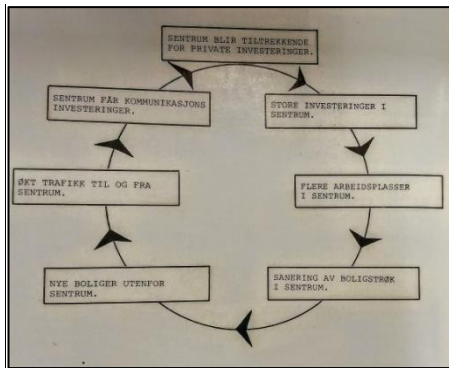 SENTRUM BLIR TILTREKKENDE
FOR PRIVATE INVESTERINGER.
STORE INVESTERINGER I
SENTRUM.
FLERE ARBEIDSPLASSER
I SENTRUM.
SANERING AV BOLIGSTRØK
I SENTRUM.
NYE BOLIGER UTENFOR
SENTRUM.
ØKT TRAFIKK TIL OG FRA
SENTRUM.
SENTRUM FÅR KOMMUNIKASJONS
INVESTERINGER.